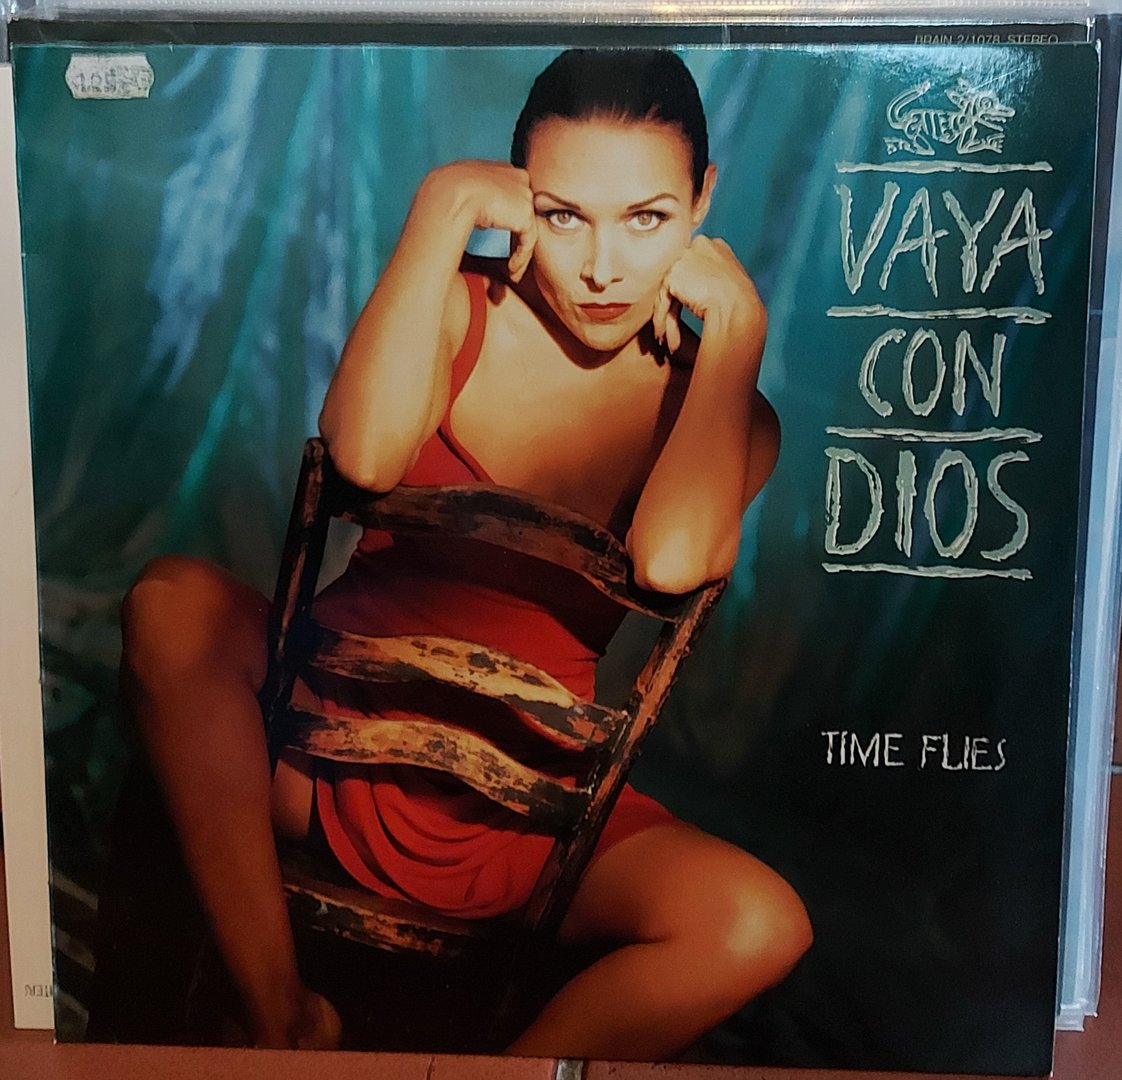 BRAIN 2/1078 STEREO
VAYA
CON
DIOS
TIME FLIES